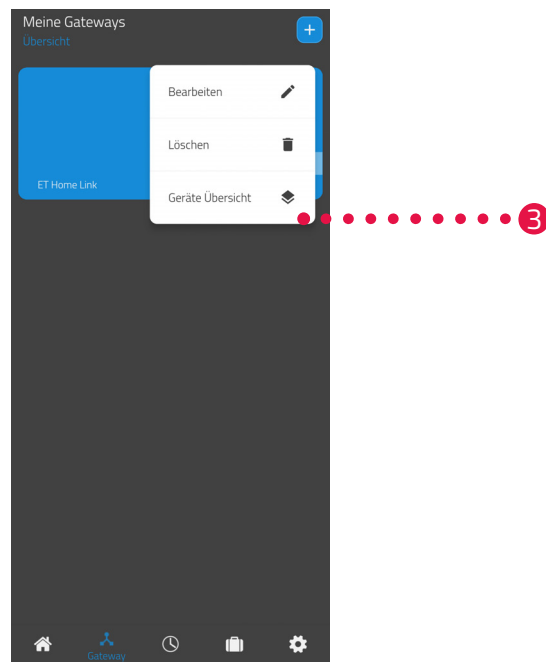 Meine Gateways
Übersicht
+
Bearbeiten
Löschen
ET Home Link
Geräte Übersicht
3
Gateway